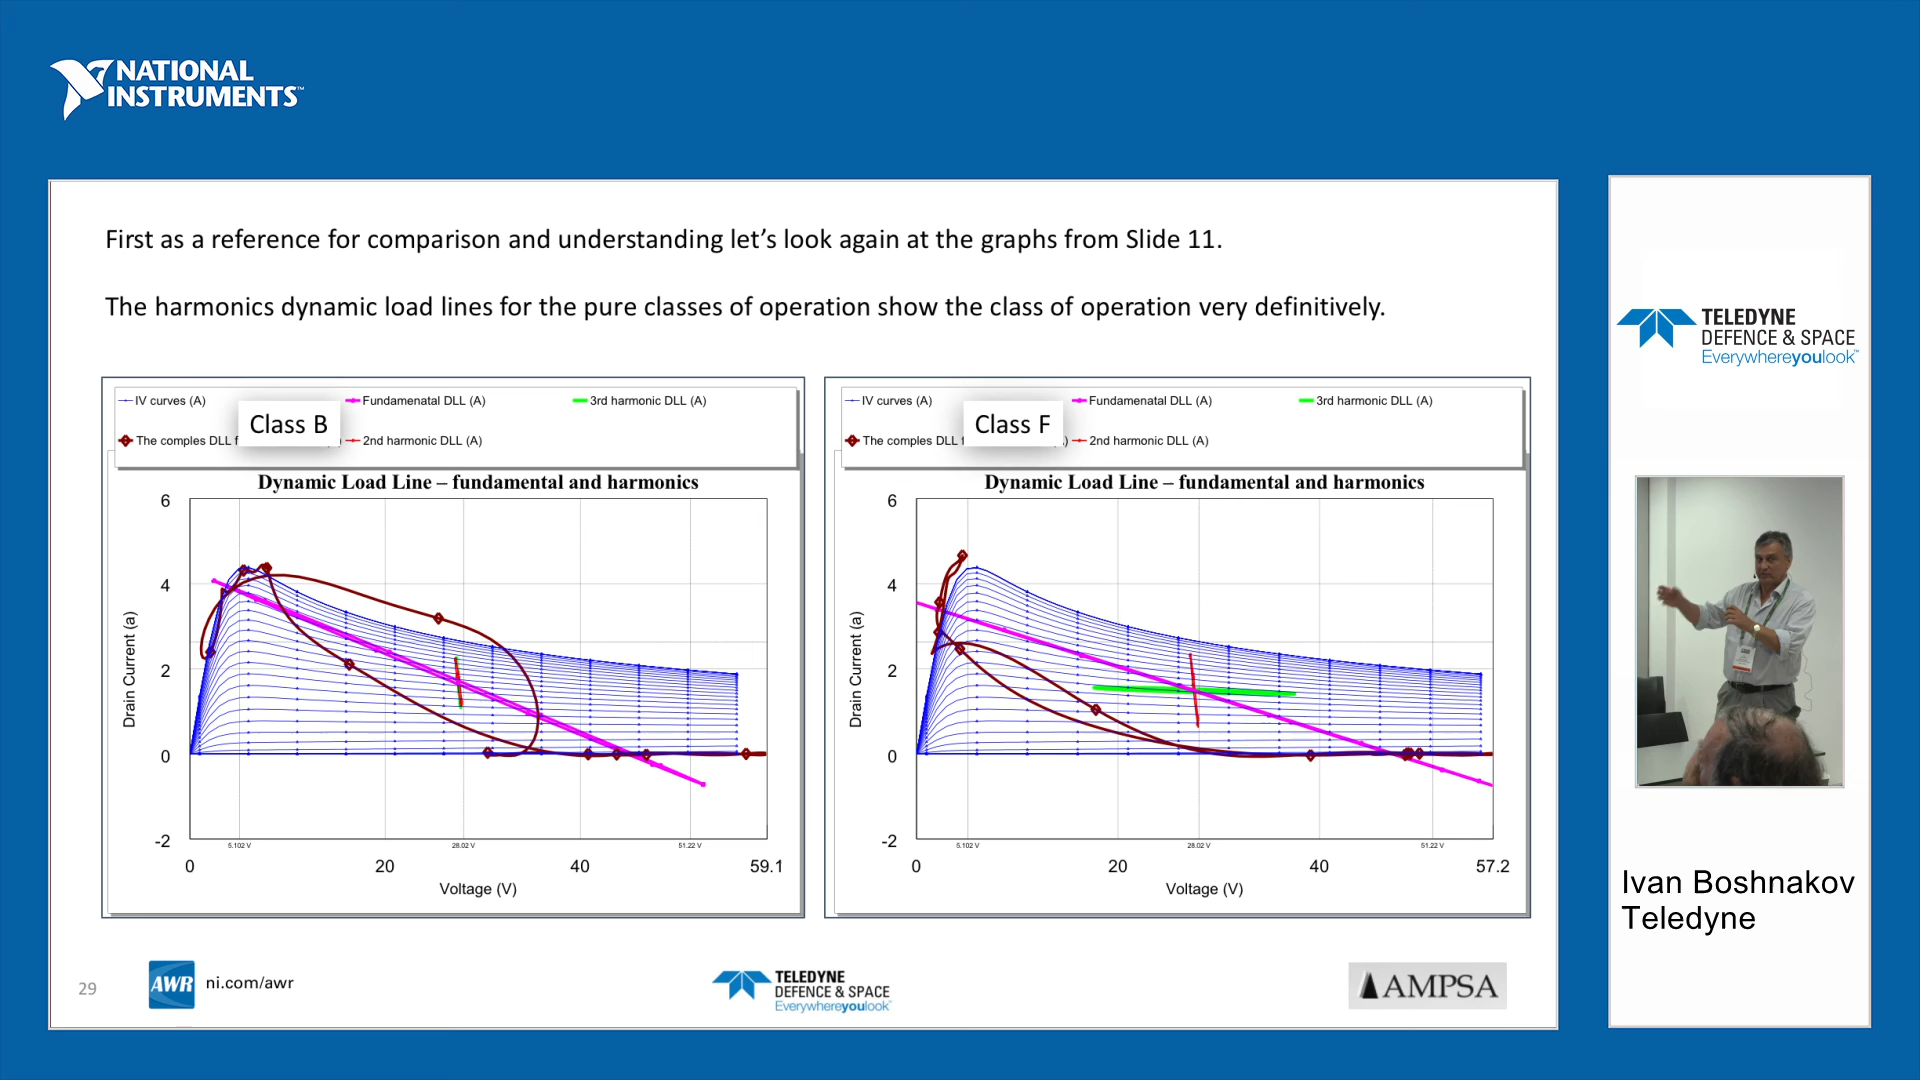 NATIONAL
INSTRUMENTS™
First as a reference for comparison and understanding let's look again at the graphs from Slide 11.
The harmonics dynamic load lines for the pure classes of operation show the class of operation very definitively.
IV curves (A)
Fundamenatal DLL (A)
3rd harmonic DLL (A)
Class B
The comples DLL
2nd harmonic DLL (A)
Dynamic Load Line – fundamental and harmonics
6
4
2
0
-2
Drain Current (a)
5.102 V
28.02 V
51.22 V
0
20
40
59.1
Voltage (V)
IV curves (A)
Fundamenatal DLL (A)
3rd harmonic DLL (A)
Class F
The comples DLL
2nd harmonic DLL (A)
Dynamic Load Line – fundamental and harmonics
6
4
2
0
-2
Drain Current (a)
5.102 V
28.02 V
51.22 V
0
20
40
57.2
Voltage (V)
29
AWR
ni.com/awr
TELEDYNE
DEFENCE & SPACE
Everywhereyoulook™
AMPSA
TELEDYNE
DEFENCE & SPACE
Everywhereyoulook™
Ivan Boshnakov
Teledyne